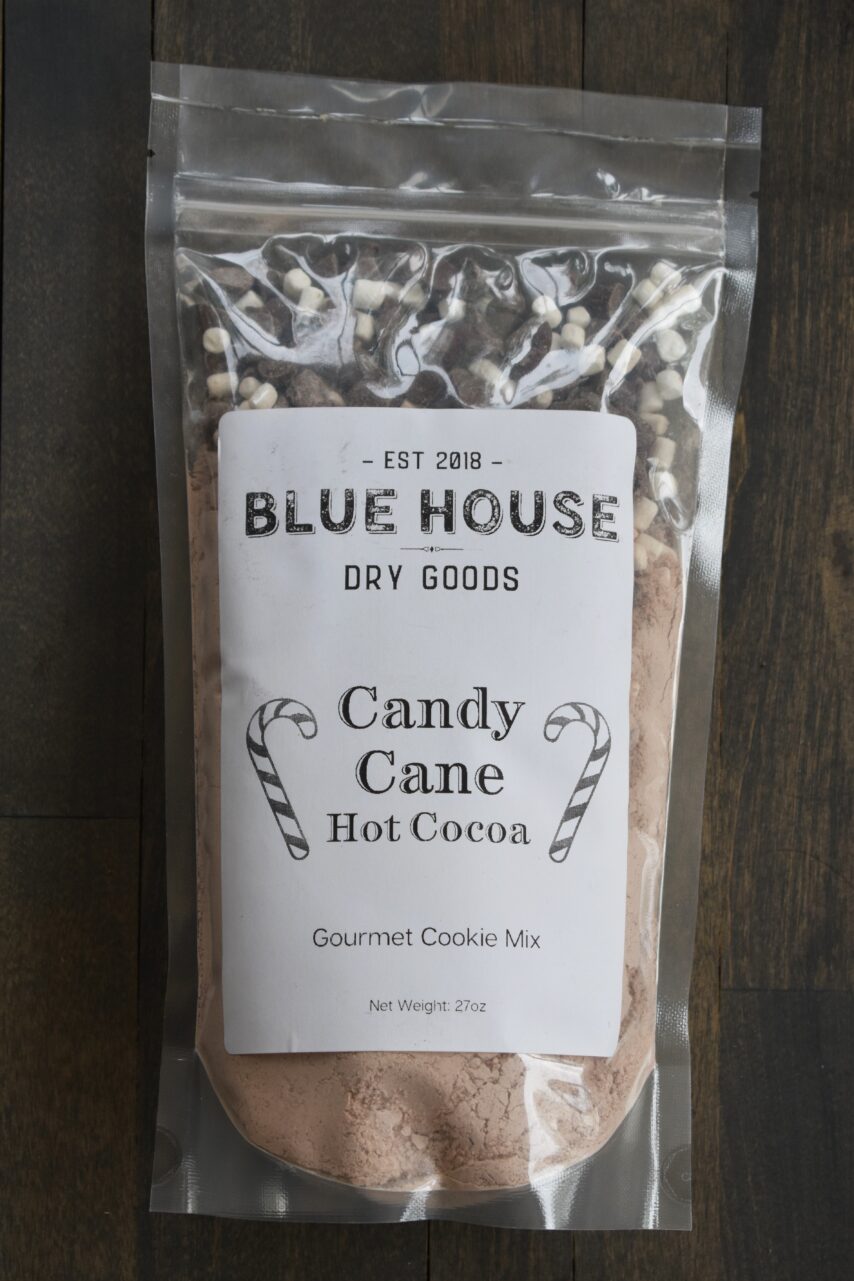 – EST 2018 –
BLUE HOUSE
DRY GOODS
Candy
Cane
Hot Cocoa
Gourmet Cookie Mix
Net Weight: 27oz